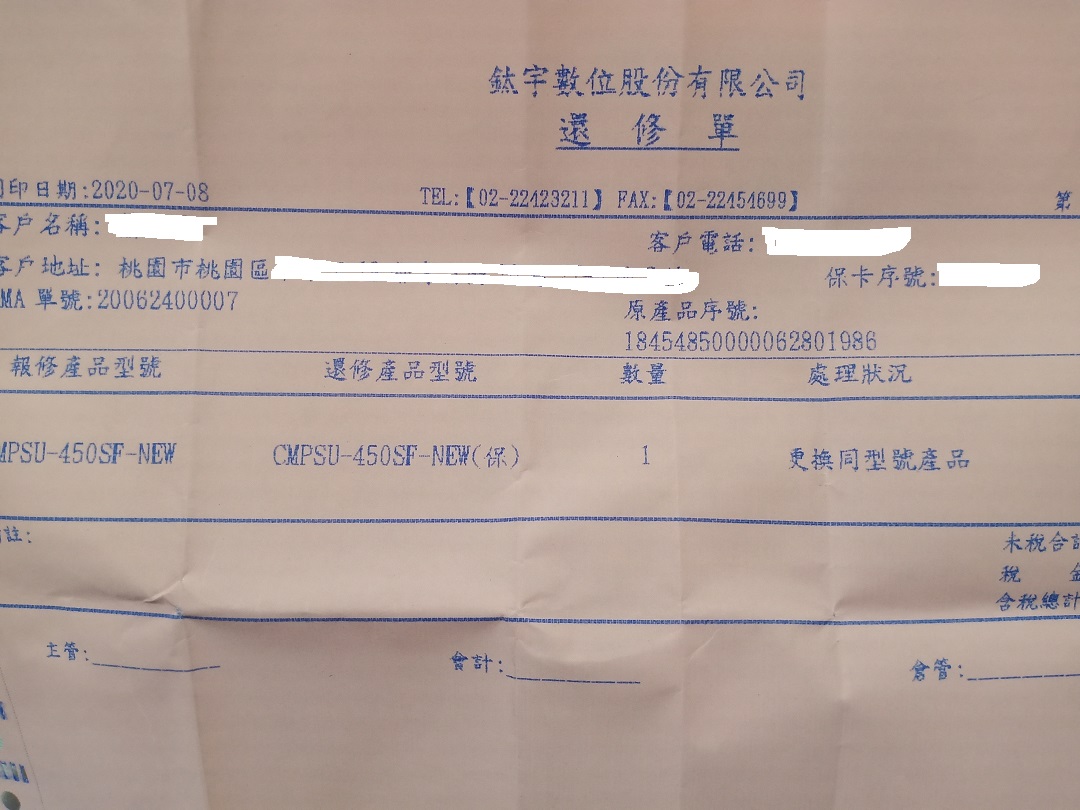 鈦宇數位股份有限公司
還修單
印日期:2020-07-08 TEL:【02-22423211】 FAX:【02-22454699】 第
客戶名稱: 客戶電話:
客戶地址: 桃園市桃園區 保卡序號:
MA 單號:20062400007 原產品序號:
18454850000062801986
報修產品型號 還修產品型號 數量 處理狀況
MPSU-450SF-NEW CMPSU-450SF-NEW(保) 1 更換同型號產品
註: 未稅合計
稅 金
含稅總計
主管: 會計: 倉管: